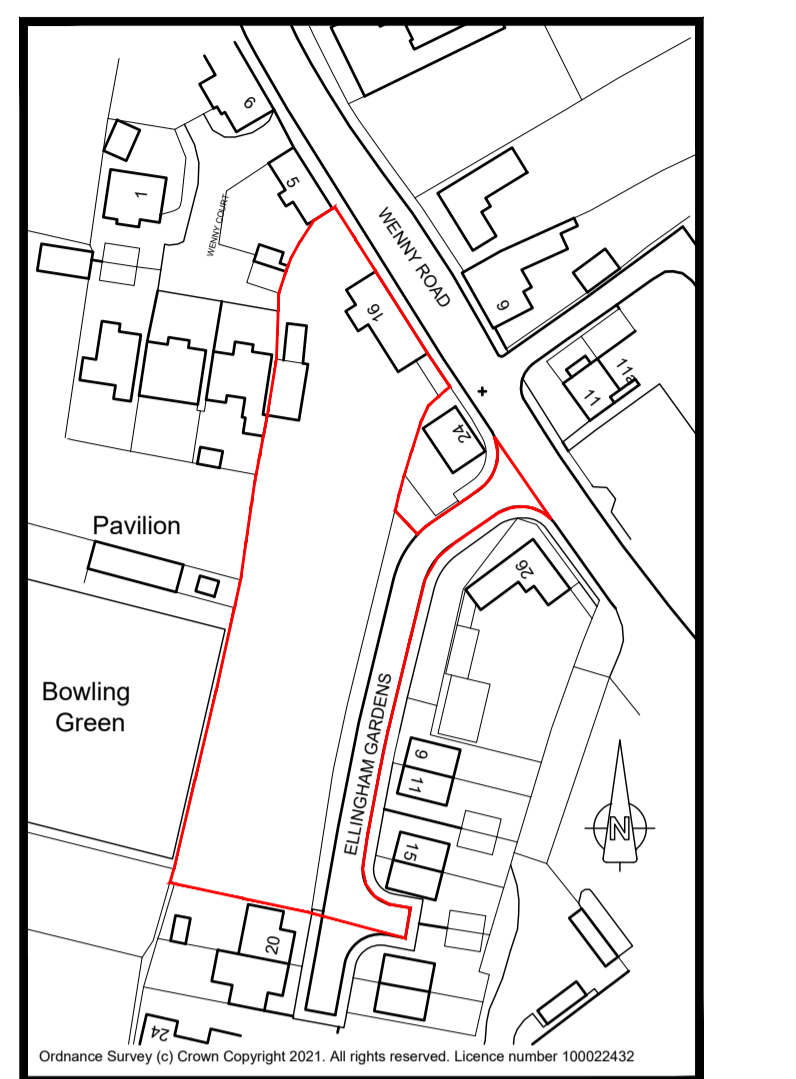 6
5
1
WENNY COURT
WENNY ROAD
16
9
11a
11
24
Pavilion
26
Bowling
Green
ELLINGHAM GARDENS
9
11
15
N
20
24
Ordnance Survey (c) Crown Copyright 2021. All rights reserved. Licence number 100022432